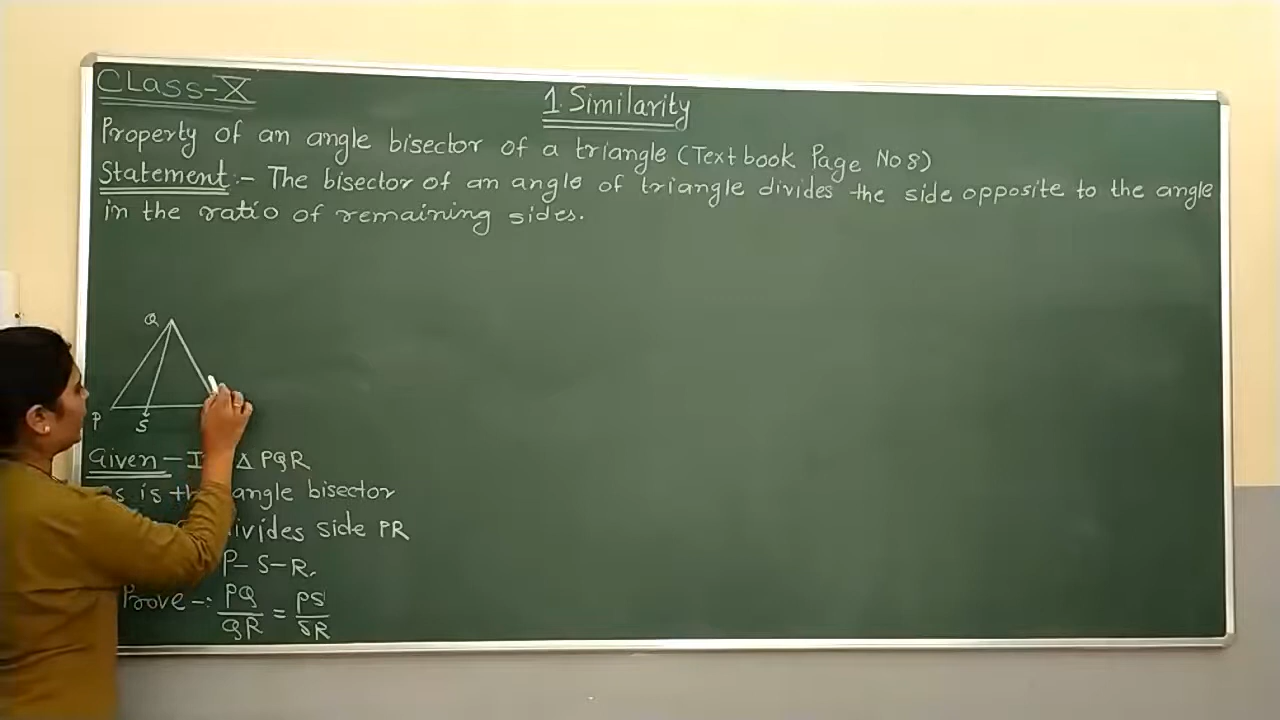 CLASS-X
1. Similarity
Property of an angle bisector of a triangle (Text book Page No 8)
Statement:- The bisector of an angle of triangle divides the side opposite to the angle
in the ratio of remaining sides.
Q
P S
Given - Δ PQR
is angle bisector
divides side PR
P-S-R.
Prove -: PQ/QR = PS/SR